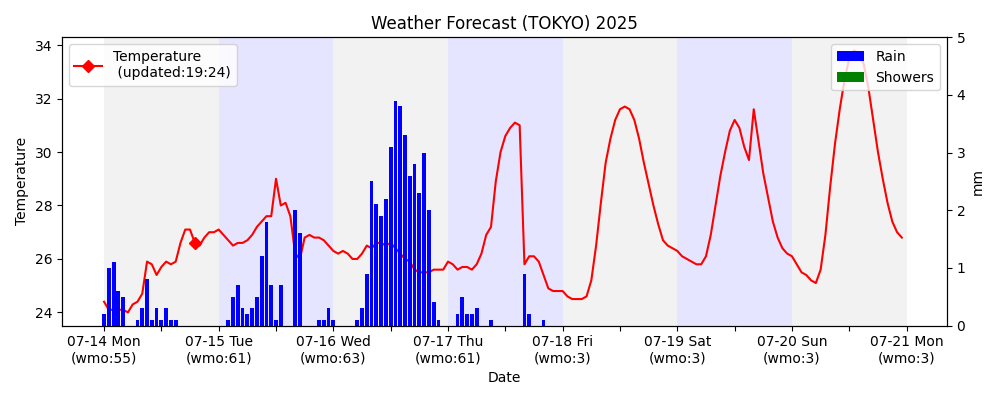 Weather Forecast (TOKYO) 2025
Temperature
(updated:19:24)
Rain
Showers
34
32
30
28
26
24
Temperature
5
4
3
2
1
0
mm
07-14 Mon
(wmo:55)
07-15 Tue
(wmo:61)
07-16 Wed
(wmo:63)
07-17 Thu
(wmo:61)
07-18 Fri
(wmo:3)
07-19 Sat
(wmo:3)
07-20 Sun
(wmo:3)
07-21 Mon
(wmo:3)
Date